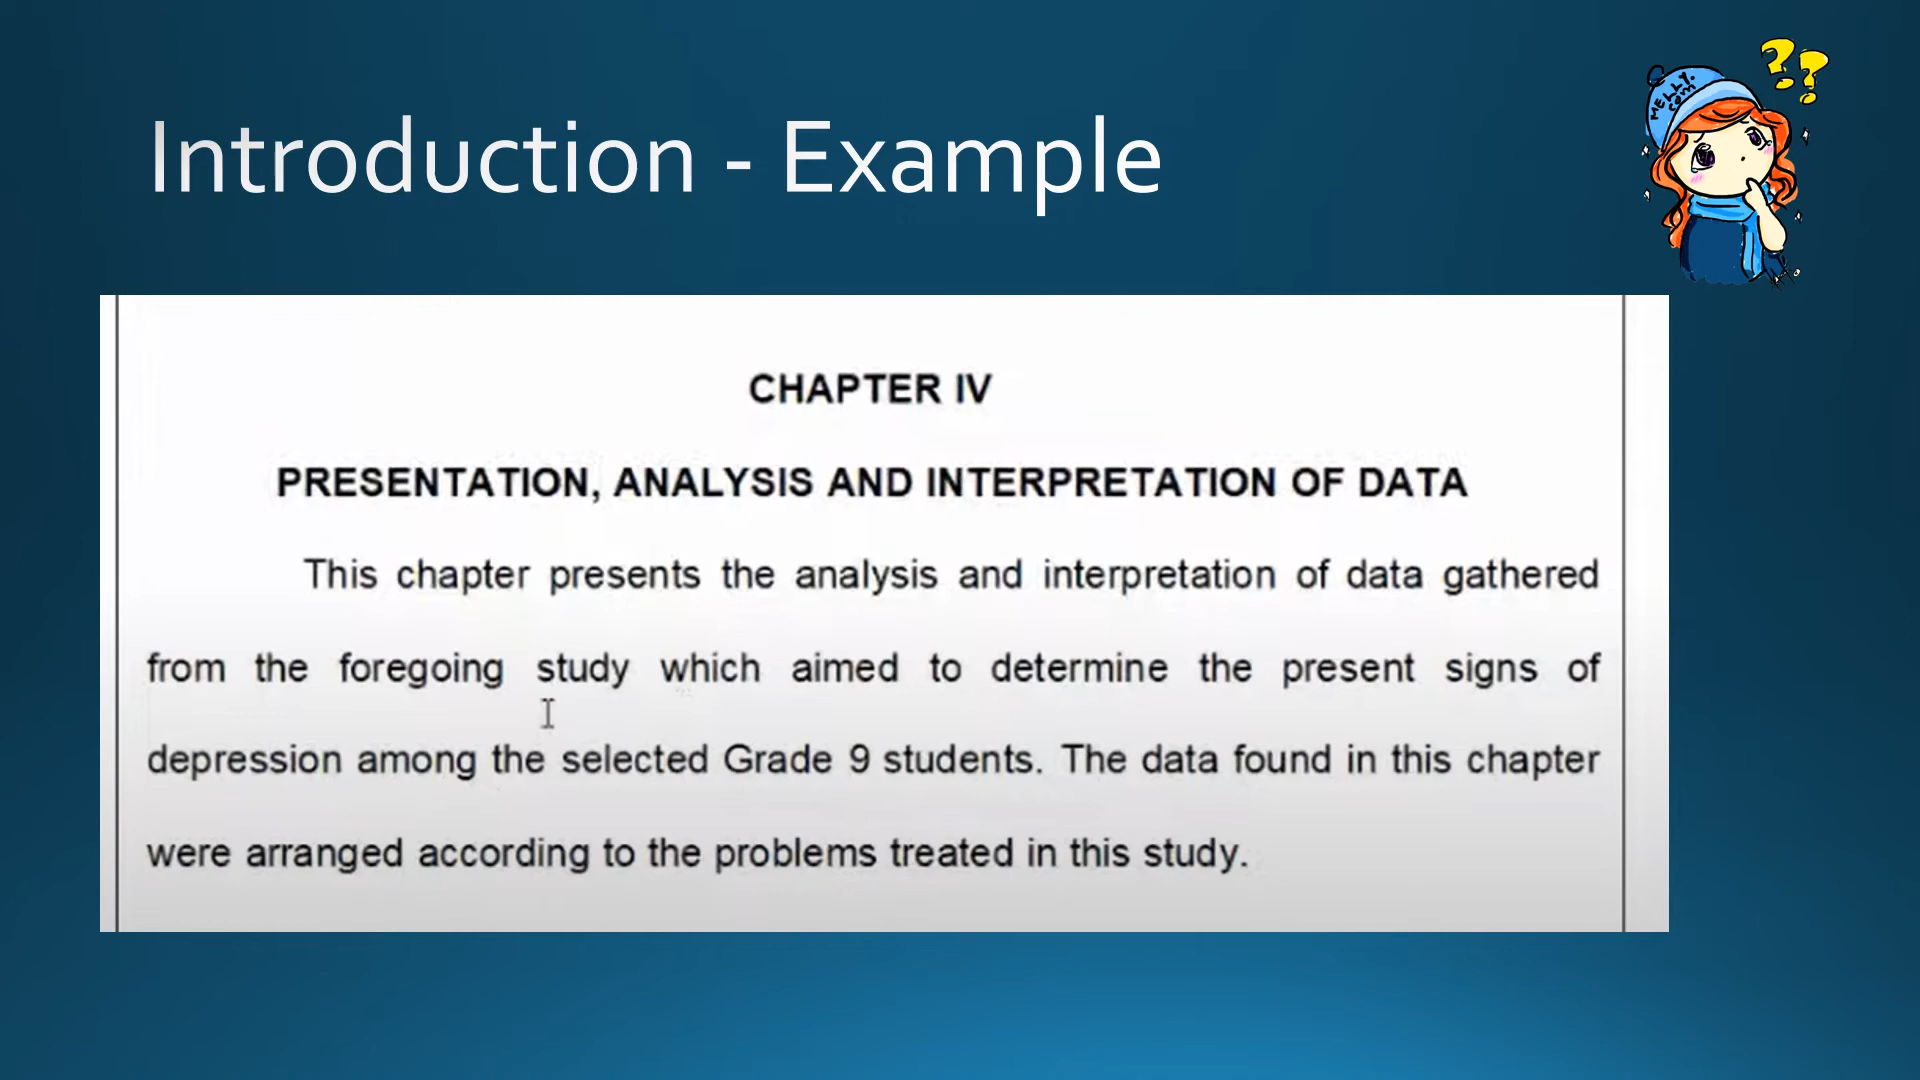 Introduction - Example
MELLY.
com
??
CHAPTER IV
PRESENTATION, ANALYSIS AND INTERPRETATION OF DATA
This chapter presents the analysis and interpretation of data gathered
from the foregoing study which aimed to determine the present signs of
depression among the selected Grade 9 students. The data found in this chapter
were arranged according to the problems treated in this study.